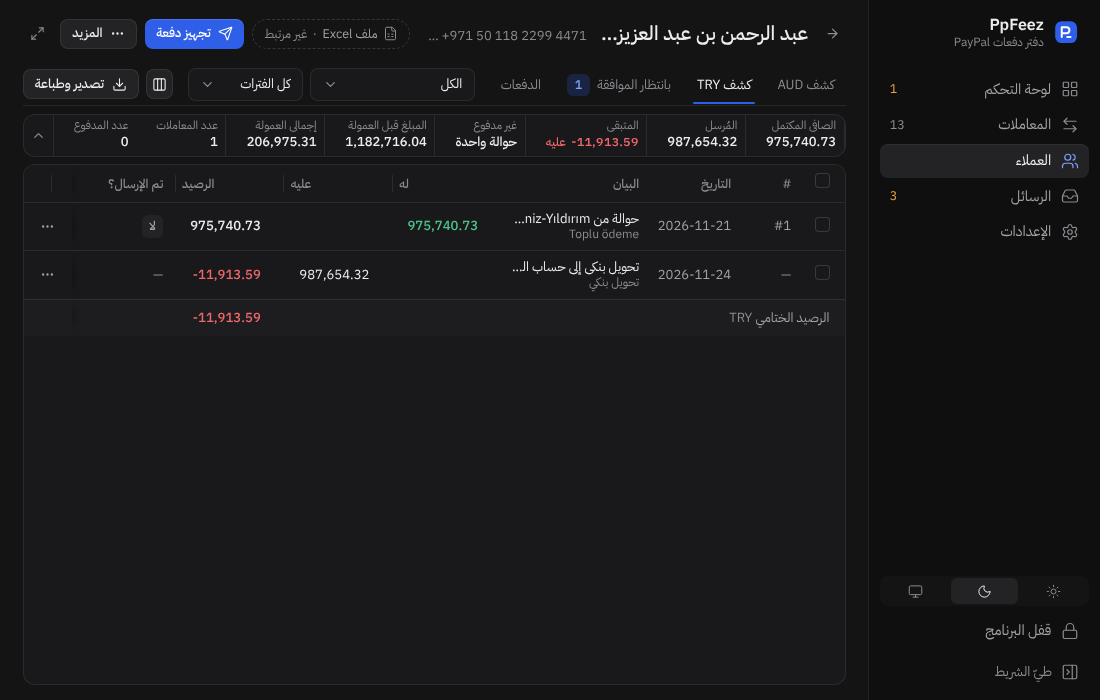 PpFeez
دفتر دفعات PayPal
لوحة التحكم 1
المعاملات 13
العملاء
الرسائل 3
الإعدادات
قفل البرنامج
طيّ الشريط
عبد الرحمن بن عبد العزيز...
+971 50 118 2299 4471 ...
ملف Excel · غير مرتبط
تجهيز دفعة
المزيد
كشف AUD
كشف TRY
بانتظار الموافقة 1
الدفعات
الكل
كل الفترات
تصدير وطباعة
الصافي المكتمل
975,740.73
المُرسل
987,654.32
المتبقي
-11,913.59 عليه
غير مدفوع
حوالة واحدة
المبلغ قبل العمولة
1,182,716.04
إجمالي العمولة
206,975.31
عدد المعاملات
1
عدد المدفوع
0
# التاريخ البيان له عليه الرصيد تم الإرسال؟
#1 2026-11-21 حوالة من niz-Yıldırım... 975,740.73 975,740.73 لا
Toplu ödeme
— 2026-11-24 تحويل بنكي إلى حساب الـ... 987,654.32 -11,913.59 —
تحويل بنكي
الرصيد الختامي TRY -11,913.59